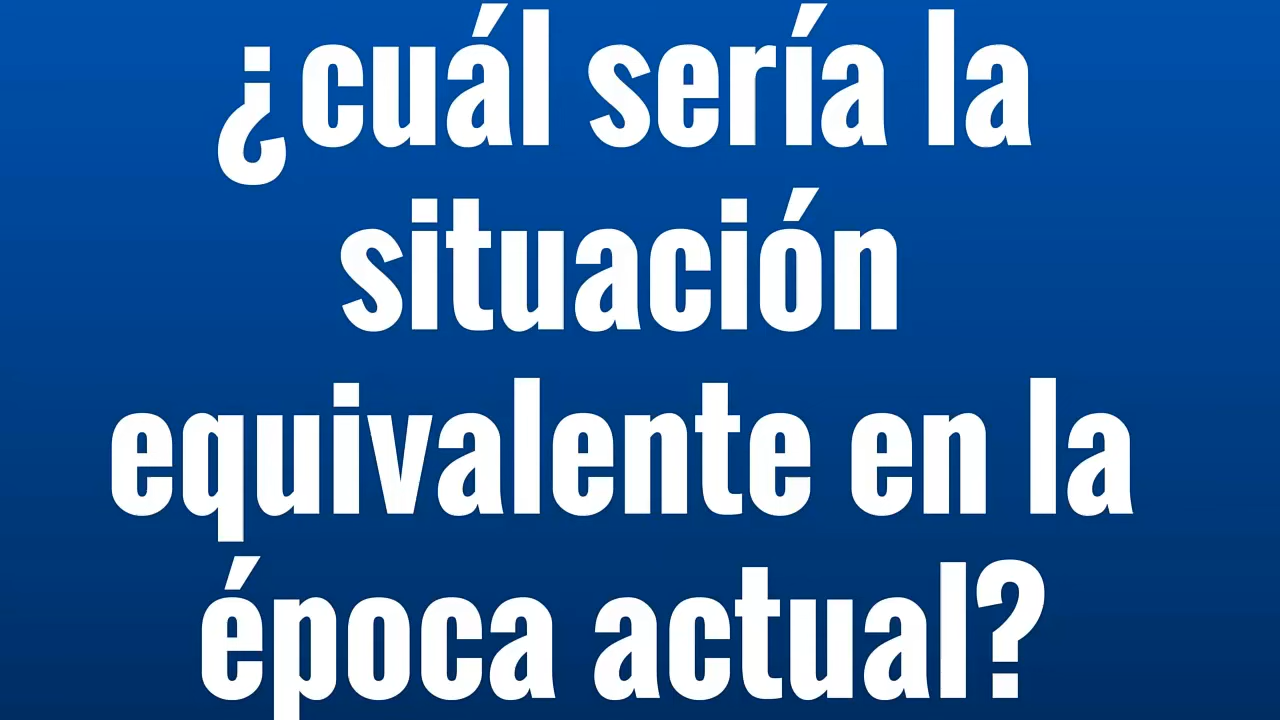 ¿cuál sería la
situación
equivalente en la
época actual?